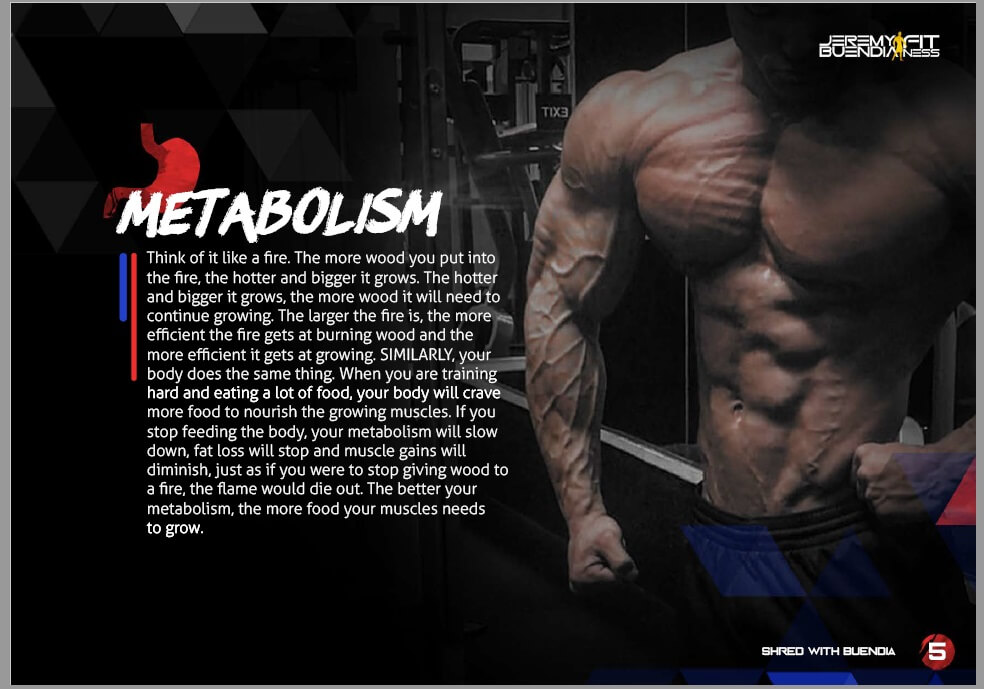 JEREMY FIT
BUENDIA NESS
EXIT
METABOLISM
Think of it like a fire. The more wood you put into
the fire, the hotter and bigger it grows. The hotter
and bigger it grows, the more wood it will need to
continue growing. The larger the fire is, the more
efficient the fire gets at burning wood and the
more efficient it gets at growing. SIMILARLY, your
body does the same thing. When you are training
hard and eating a lot of food, your body will crave
more food to nourish the growing muscles. If you
stop feeding the body, your metabolism will slow
down, fat loss will stop and muscle gains will
diminish, just as if you were to stop giving wood to
a fire, the flame would die out. The better your
metabolism, the more food your muscles needs
to grow.
SHRED WITH BUENDIA 5